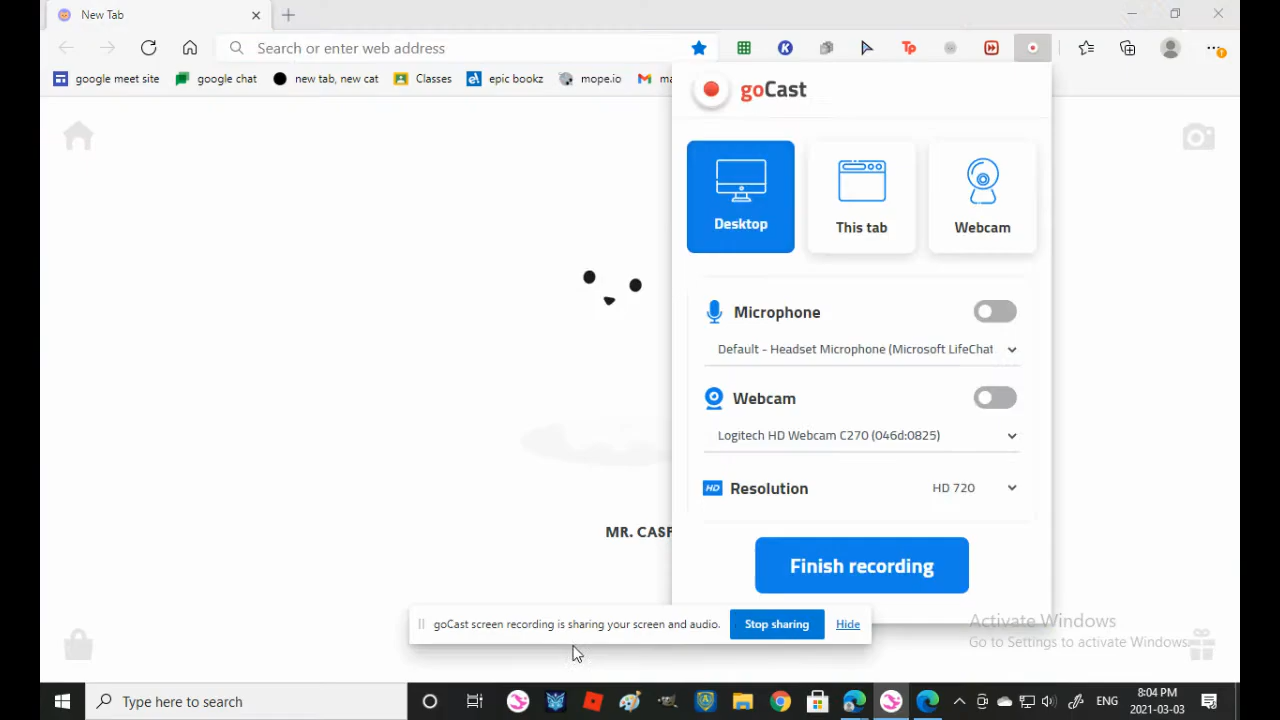 New Tab
Search or enter web address
google meet site
google chat
new tab, new cat
Classes
epic bookz
mope.io
ma
goCast
Desktop
This tab
Webcam
Microphone
Default - Headset Microphone (Microsoft LifeChat
Webcam
Logitech HD Webcam C270 (046d:0825)
HD Resolution HD 720
MR. CASP
Finish recording
goCast screen recording is sharing your screen and audio. Stop sharing Hide
Activate Windows
Go to Settings to activate Windows.
Type here to search
ENG
8:04 PM
2021-03-03